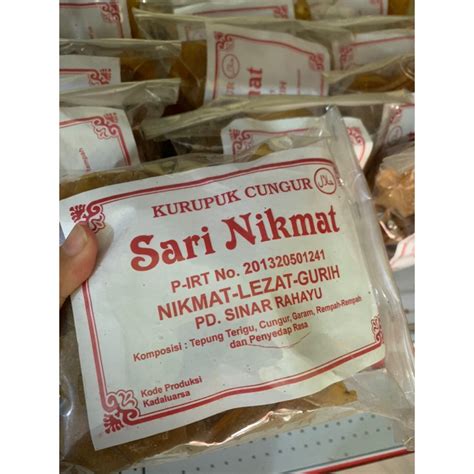 KURUPUK CUNGUR
Sari Nikmat
P-IRT No. 201320501241
NIKMAT-LEZAT-GURIH
PD. SINAR RAHAYU
Komposisi : Tepung Terigu, Cungur, Garam, Rempah-Rempah
dan Penyedap Rasa
Kode Produksi
Kadaluarsa